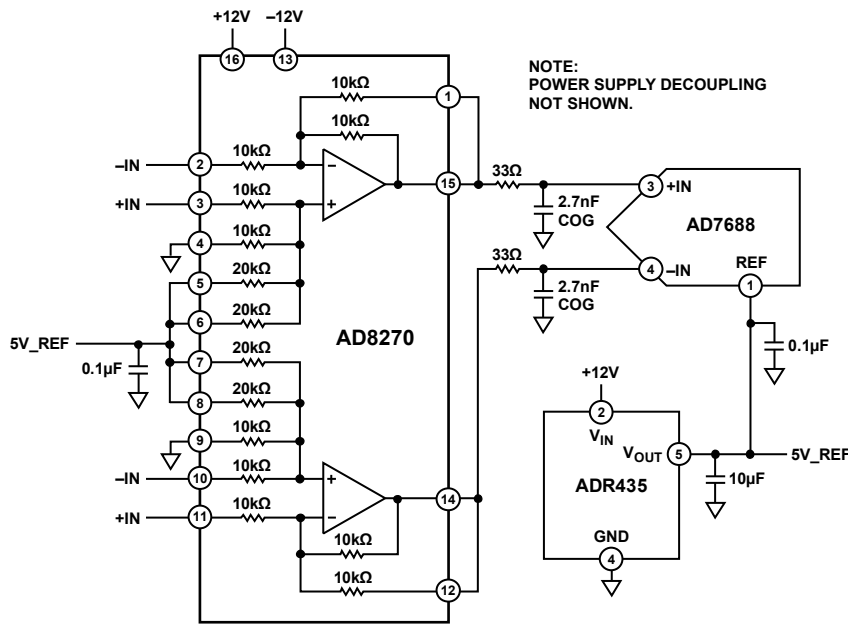 +12V
–12V
16
13
NOTE:
POWER SUPPLY DECOUPLING
NOT SHOWN.
10kΩ
1
10kΩ
–IN
2
10kΩ
–
15
33Ω
3
+IN
+IN
3
10kΩ
+
2.7nF
COG
AD7688
4
10kΩ
33Ω
4
–IN
REF
1
5
20kΩ
2.7nF
COG
6
20kΩ
AD8270
5V_REF
0.1µF
0.1µF
7
20kΩ
+12V
8
20kΩ
2
VIN
9
10kΩ
VOUT
5
5V_REF
–IN
10
10kΩ
+
14
ADR435
10µF
+IN
11
10kΩ
–
10kΩ
GND
4
10kΩ
12